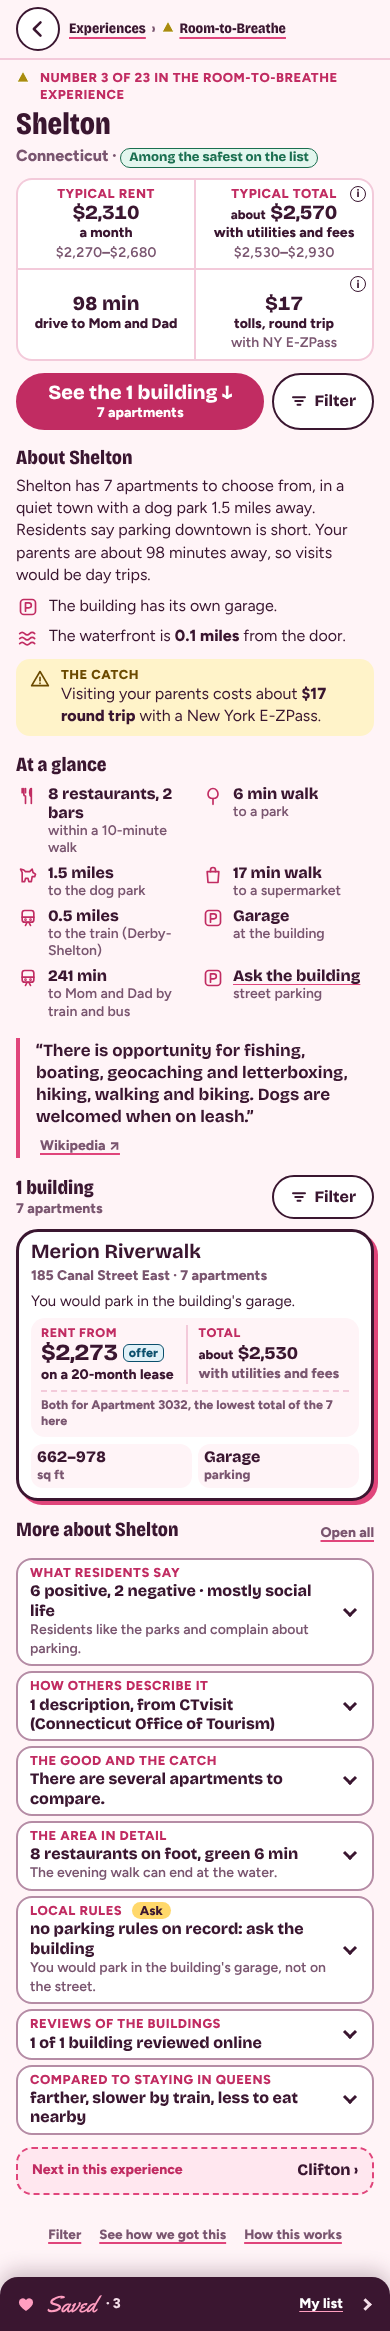 Experiences › Room-to-Breathe
NUMBER 3 OF 23 IN THE ROOM-TO-BREATHE
EXPERIENCE
Shelton
Connecticut · Among the safest on the list
TYPICAL RENT
$2,310
a month
$2,270–$2,680
TYPICAL TOTAL
about $2,570
with utilities and fees
$2,530–$2,930
98 min
drive to Mom and Dad
$17
tolls, round trip
with NY E-ZPass
See the 1 building ↓
7 apartments
Filter
About Shelton
Shelton has 7 apartments to choose from, in a
quiet town with a dog park 1.5 miles away.
Residents say parking downtown is short. Your
parents are about 98 minutes away, so visits
would be day trips.
The building has its own garage.
The waterfront is 0.1 miles from the door.
THE CATCH
Visiting your parents costs about $17
round trip with a New York E-ZPass.
At a glance
8 restaurants, 2
bars
within a 10-minute
walk
6 min walk
to a park
1.5 miles
to the dog park
17 min walk
to a supermarket
0.5 miles
to the train (Derby-
Shelton)
Garage
at the building
241 min
to Mom and Dad by
train and bus
Ask the building
street parking
“There is opportunity for fishing,
boating, geocaching and letterboxing,
hiking, walking and biking. Dogs are
welcomed when on leash.”
Wikipedia ↗
1 building
7 apartments
Filter
Merion Riverwalk
185 Canal Street East · 7 apartments
You would park in the building's garage.
RENT FROM
$2,273 offer
on a 20-month lease
TOTAL
about $2,530
with utilities and fees
Both for Apartment 3032, the lowest total of the 7
here
662–978
sq ft
Garage
parking
More about Shelton
Open all
WHAT RESIDENTS SAY
6 positive, 2 negative · mostly social
life
Residents like the parks and complain about
parking.
HOW OTHERS DESCRIBE IT
1 description, from CTvisit
(Connecticut Office of Tourism)
THE GOOD AND THE CATCH
There are several apartments to
compare.
THE AREA IN DETAIL
8 restaurants on foot, green 6 min
The evening walk can end at the water.
LOCAL RULES Ask
no parking rules on record: ask the
building
You would park in the building's garage, not on
the street.
REVIEWS OF THE BUILDINGS
1 of 1 building reviewed online
COMPARED TO STAYING IN QUEENS
farther, slower by train, less to eat
nearby
Next in this experience
Clifton ›
Filter See how we got this How this works
Saved · 3
My list